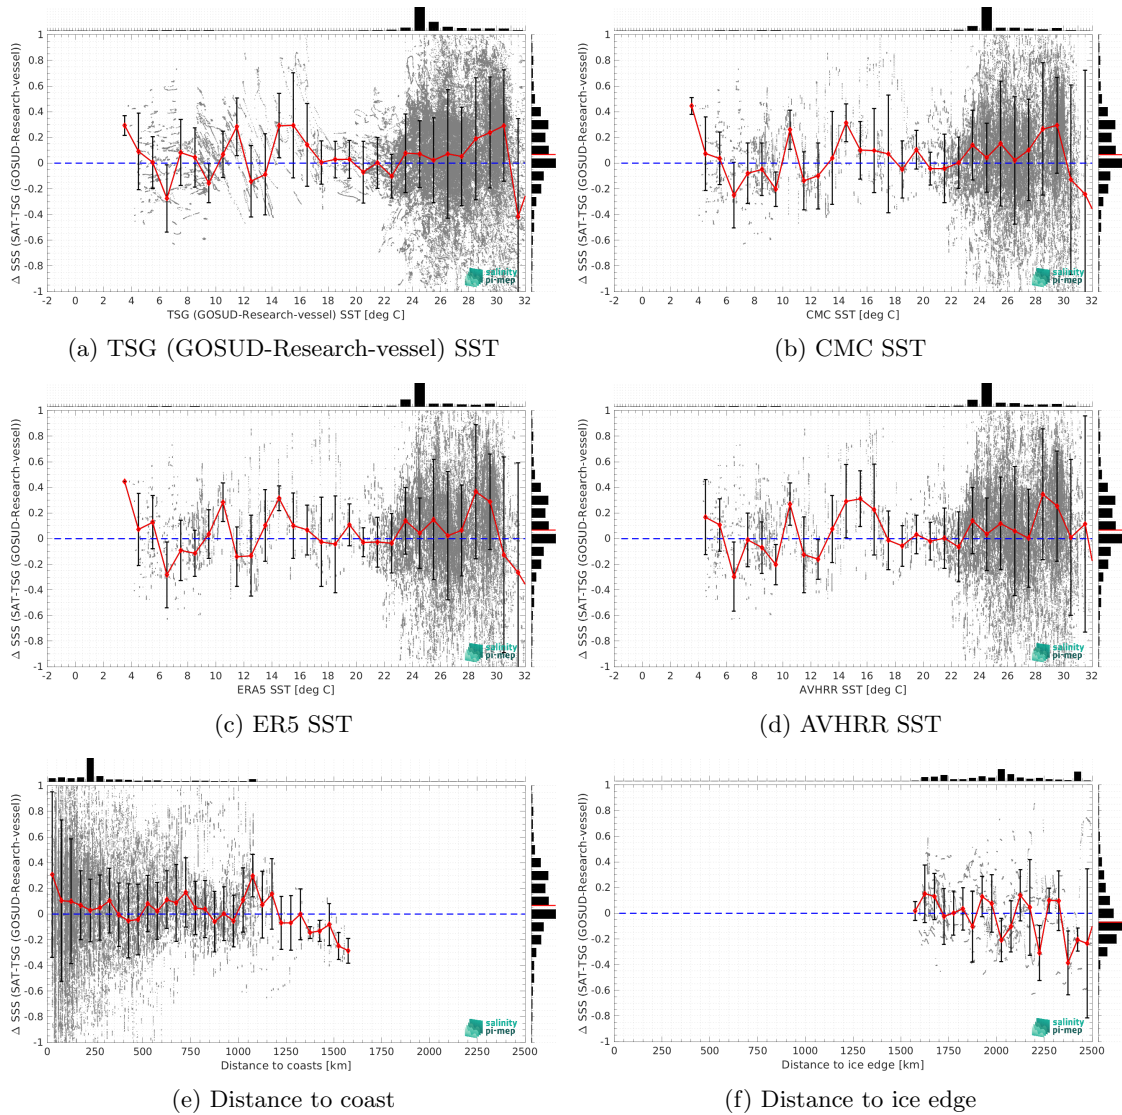 Δ SSS (SAT-TSG (GOSUD-Research-vessel))
1
0.8
0.6
0.4
0.2
0
-0.2
-0.4
-0.6
-0.8
-1
salinity
pi-mep
-2 0 2 4 6 8 10 12 14 16 18 20 22 24 26 28 30 32
TSG (GOSUD-Research-vessel) SST [deg C]
(a) TSG (GOSUD-Research-vessel) SST
Δ SSS (SAT-TSG (GOSUD-Research-vessel))
1
0.8
0.6
0.4
0.2
0
-0.2
-0.4
-0.6
-0.8
-1
salinity
pi-mep
-2 0 2 4 6 8 10 12 14 16 18 20 22 24 26 28 30 32
CMC SST [deg C]
(b) CMC SST
Δ SSS (SAT-TSG (GOSUD-Research-vessel))
1
0.8
0.6
0.4
0.2
0
-0.2
-0.4
-0.6
-0.8
-1
salinity
pi-mep
-2 0 2 4 6 8 10 12 14 16 18 20 22 24 26 28 30 32
ERA5 SST [deg C]
(c) ER5 SST
Δ SSS (SAT-TSG (GOSUD-Research-vessel))
1
0.8
0.6
0.4
0.2
0
-0.2
-0.4
-0.6
-0.8
-1
salinity
pi-mep
-2 0 2 4 6 8 10 12 14 16 18 20 22 24 26 28 30 32
AVHRR SST [deg C]
(d) AVHRR SST
Δ SSS (SAT-TSG (GOSUD-Research-vessel))
1
0.8
0.6
0.4
0.2
0
-0.2
-0.4
-0.6
-0.8
-1
salinity
pi-mep
0 250 500 750 1000 1250 1500 1750 2000 2250 2500
Distance to coasts [km]
(e) Distance to coast
Δ SSS (SAT-TSG (GOSUD-Research-vessel))
1
0.8
0.6
0.4
0.2
0
-0.2
-0.4
-0.6
-0.8
-1
salinity
pi-mep
0 250 500 750 1000 1250 1500 1750 2000 2250 2500
Distance to ice edge [km]
(f) Distance to ice edge